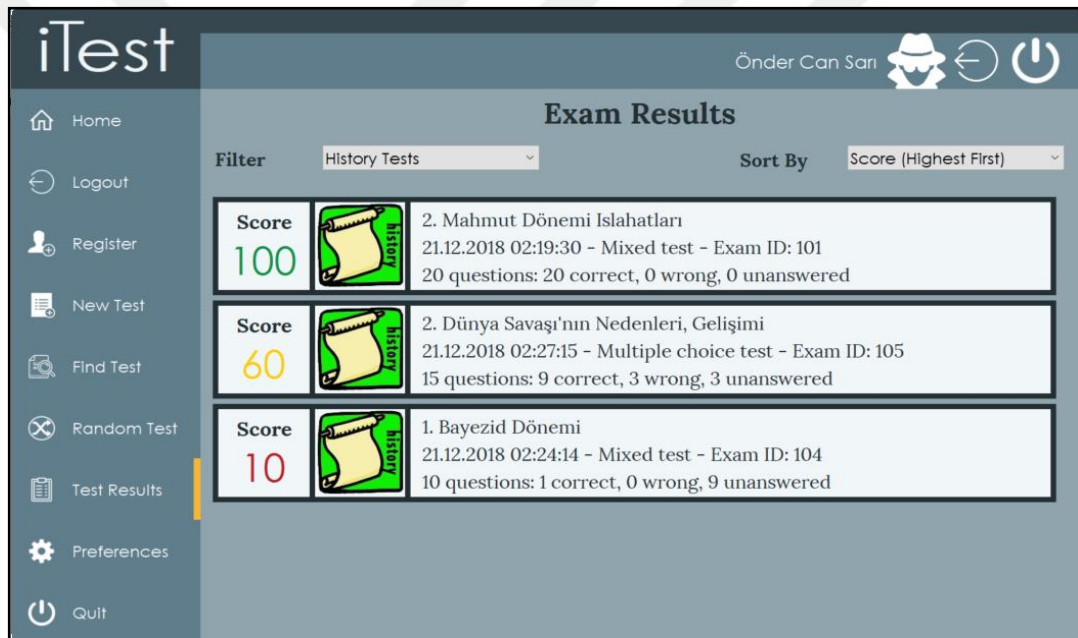 iTest
Önder Can Sarı
Home
Logout
Register
New Test
Find Test
Random Test
Test Results
Preferences
Quit
Exam Results
Filter
History Tests
Sort By
Score (Highest First)
Score
100
history
2. Mahmut Dönemi Islahatları
21.12.2018 02:19:30 - Mixed test - Exam ID: 101
20 questions: 20 correct, 0 wrong, 0 unanswered
Score
60
history
2. Dünya Savaşı'nın Nedenleri, Gelişimi
21.12.2018 02:27:15 - Multiple choice test - Exam ID: 105
15 questions: 9 correct, 3 wrong, 3 unanswered
Score
10
history
1. Bayezid Dönemi
21.12.2018 02:24:14 - Mixed test - Exam ID: 104
10 questions: 1 correct, 0 wrong, 9 unanswered